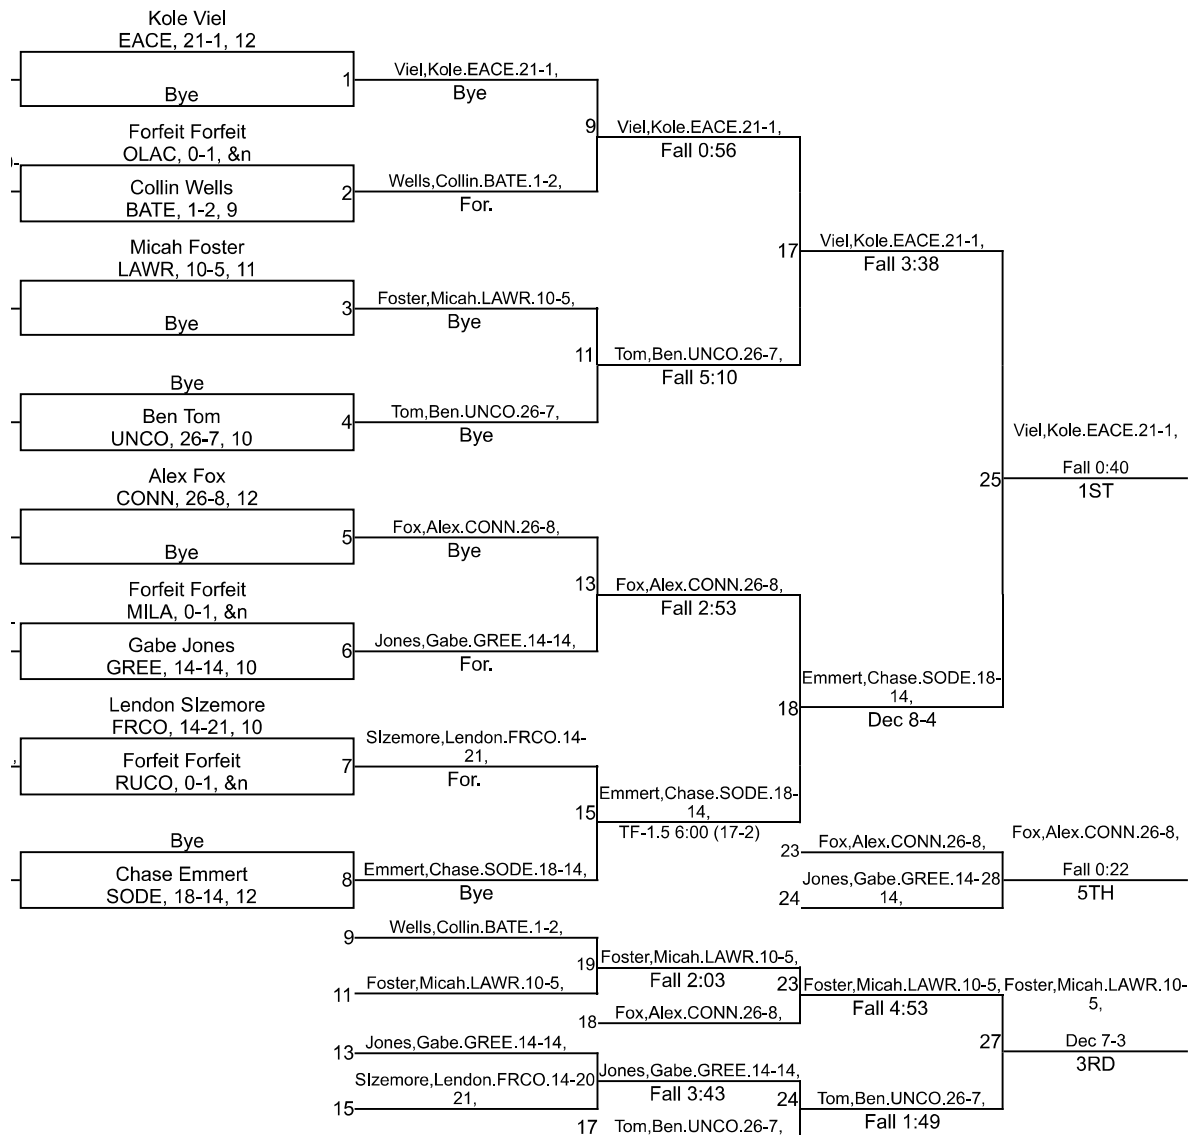 Kole Viel
EACE, 21-1, 12
1
Viel,Kole.EACE.21-1,
Bye
Bye
9
Viel,Kole.EACE.21-1,
Fall 0:56
Forfeit Forfeit
OLAC, 0-1, &n
Collin Wells
BATE, 1-2, 9
2
Wells,Collin.BATE.1-2,
For.
17
Viel,Kole.EACE.21-1,
Fall 3:38
Micah Foster
LAWR, 10-5, 11
3
Foster,Micah.LAWR.10-5,
Bye
Bye
11
Tom,Ben.UNCO.26-7,
Fall 5:10
Bye
Ben Tom
UNCO, 26-7, 10
4
Tom,Ben.UNCO.26-7,
Bye
25
Viel,Kole.EACE.21-1,
Fall 0:40
1ST
Alex Fox
CONN, 26-8, 12
5
Fox,Alex.CONN.26-8,
Bye
Bye
13
Fox,Alex.CONN.26-8,
Fall 2:53
Forfeit Forfeit
MILA, 0-1, &n
Gabe Jones
GREE, 14-14, 10
6
Jones,Gabe.GREE.14-14,
For.
18
Emmert,Chase.SODE.18-
14,
Dec 8-4
Lendon SIzemore
FRCO, 14-21, 10
Forfeit Forfeit
RUCO, 0-1, &n
7
SIzemore,Lendon.FRCO.14-
21,
For.
15
Emmert,Chase.SODE.18-
14,
TF-1.5 6:00 (17-2)
Bye
Chase Emmert
SODE, 18-14, 12
8
Emmert,Chase.SODE.18-14,
Bye
23
Fox,Alex.CONN.26-8,
24
Jones,Gabe.GREE.14-28
14,
Fox,Alex.CONN.26-8,
Fall 0:22
5TH
9
Wells,Collin.BATE.1-2,
11
Foster,Micah.LAWR.10-5,
19
Foster,Micah.LAWR.10-5,
Fall 2:03
18
Fox,Alex.CONN.26-8,
23
Foster,Micah.LAWR.10-5,
Fall 4:53
13
Jones,Gabe.GREE.14-14,
15
SIzemore,Lendon.FRCO.14-20
21,
Jones,Gabe.GREE.14-14,
Fall 3:43
17
Tom,Ben.UNCO.26-7,
24
Tom,Ben.UNCO.26-7,
Fall 1:49
27
Foster,Micah.LAWR.10-
5,
Dec 7-3
3RD